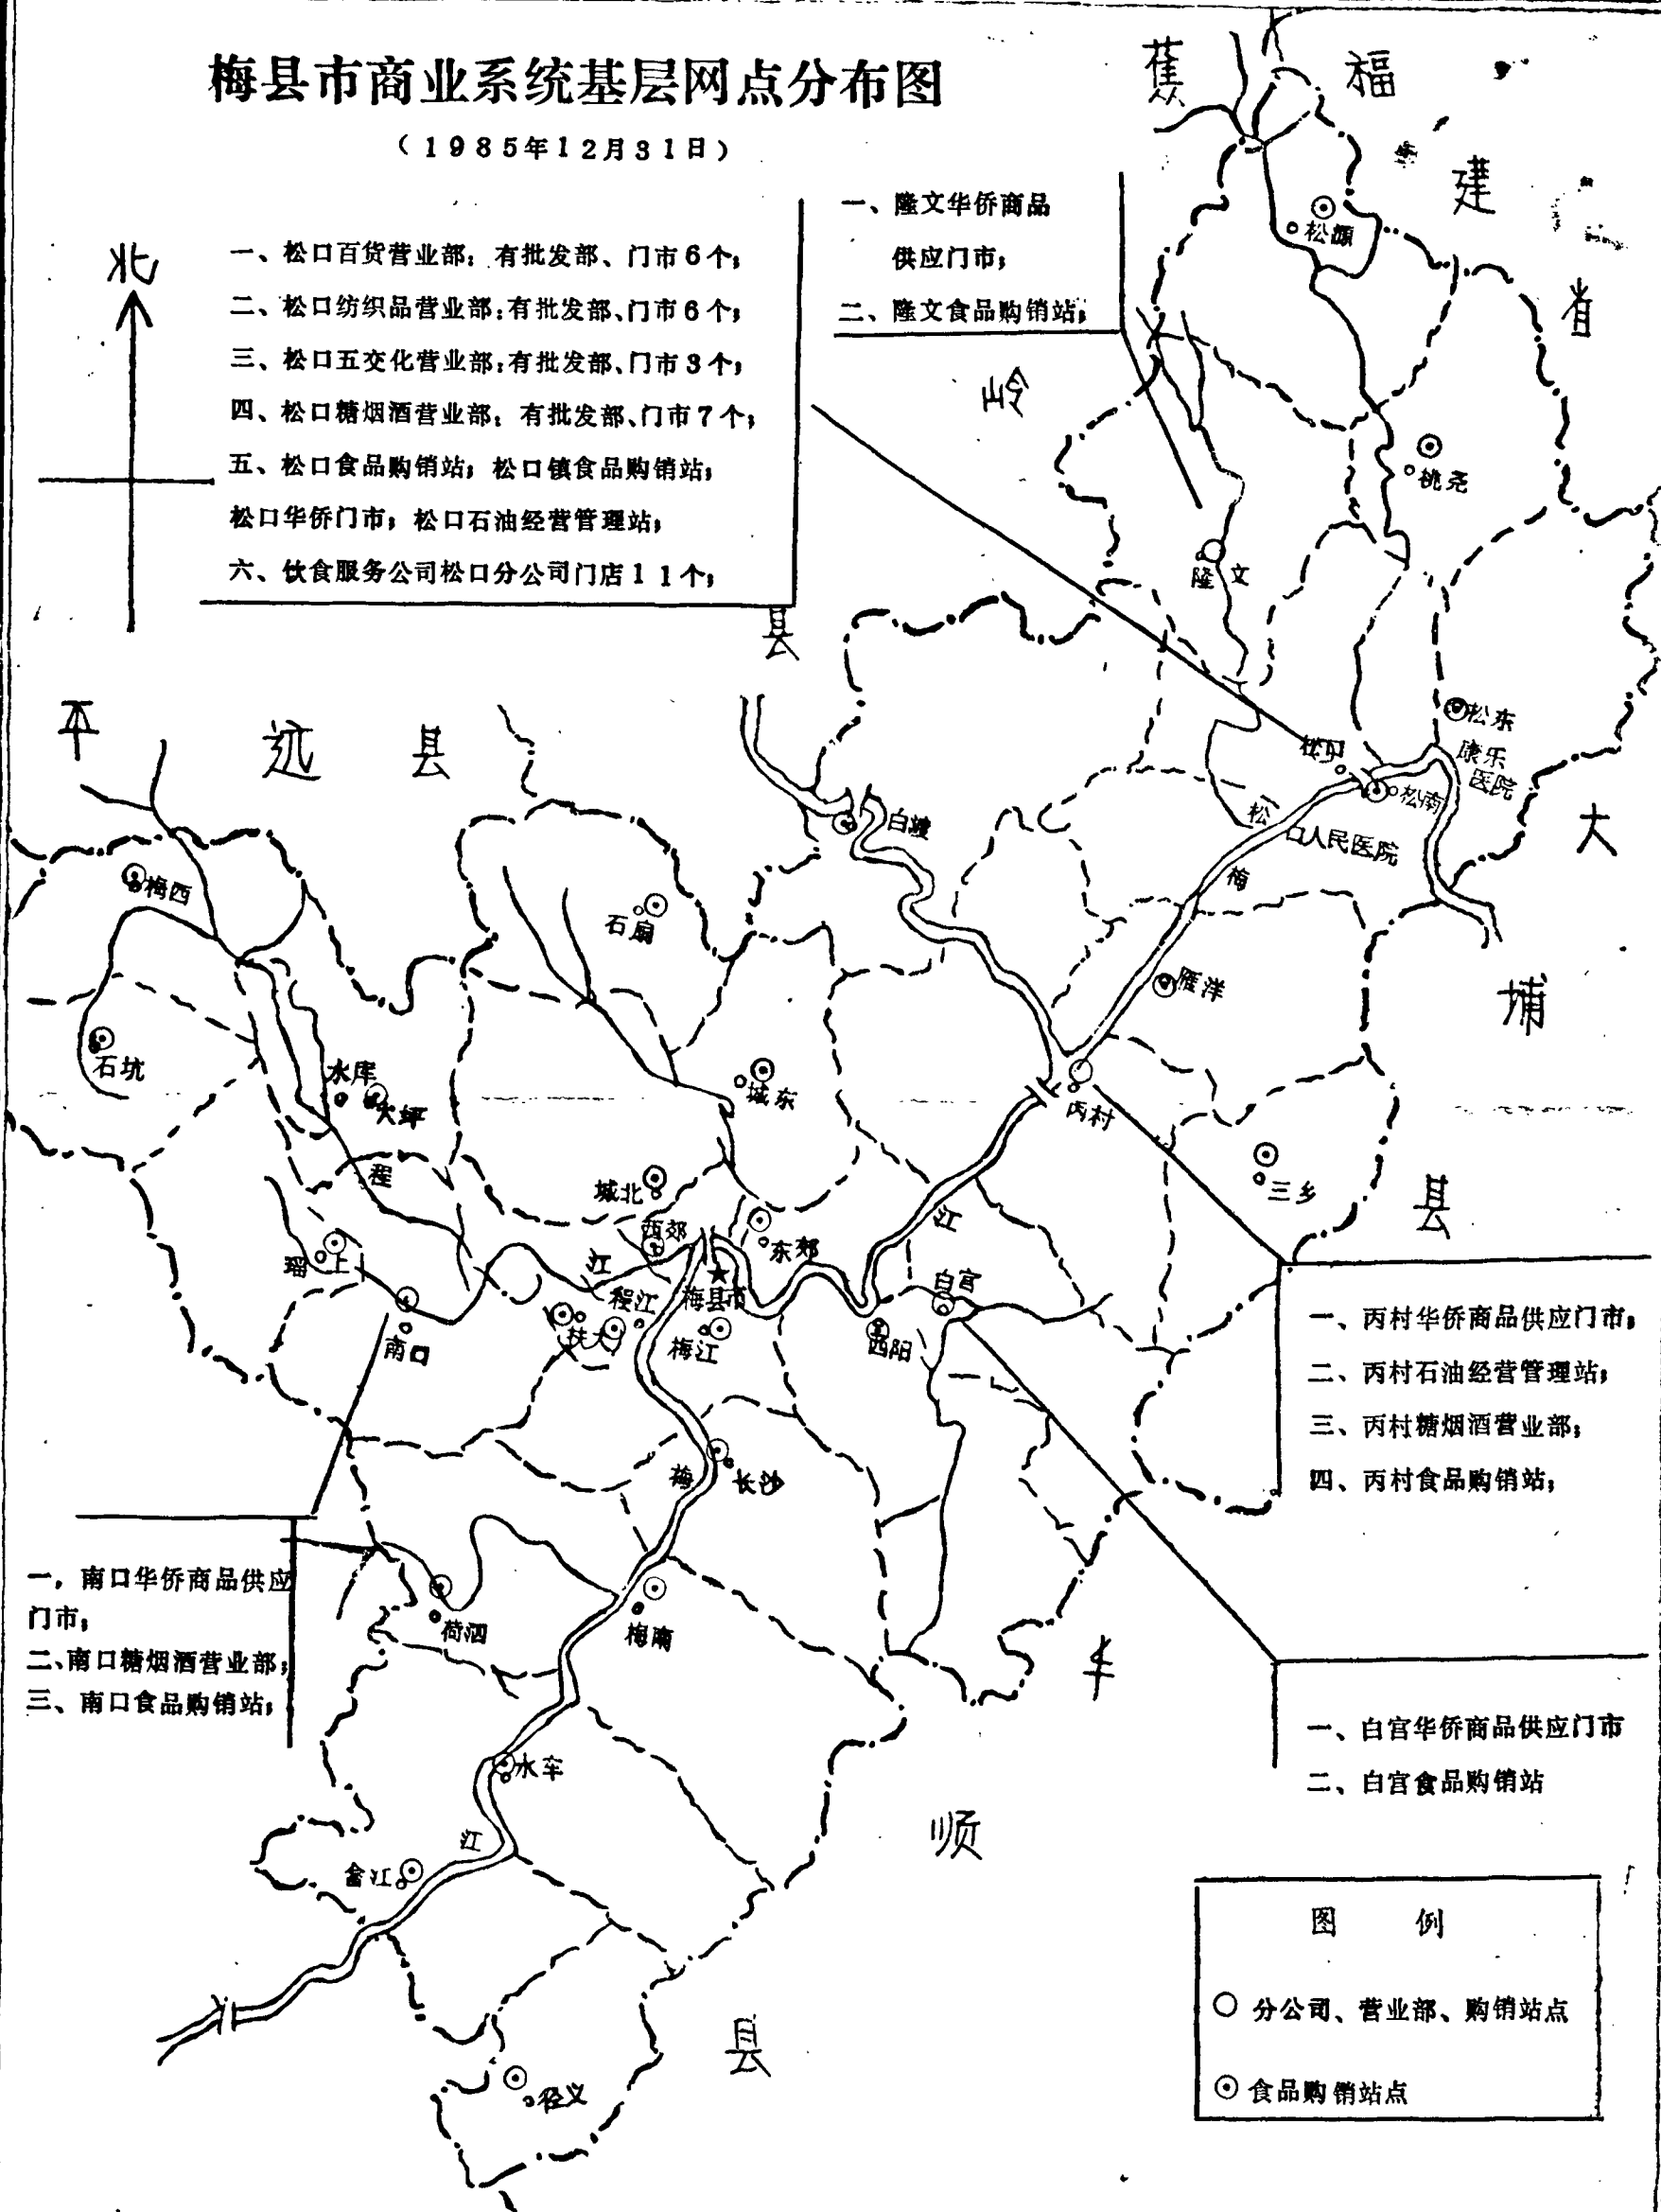 梅县市商业系统基层网点分布图
（1985年12月31日）
北
一、松口百货营业部：有批发部、门市6个；
二、松口纺织品营业部：有批发部、门市6个；
三、松口五交化营业部：有批发部、门市3个；
四、松口糖烟酒营业部：有批发部、门市7个；
五、松口食品购销站；松口镇食品购销站；
松口华侨门市；松口石油经营管理站；
六、饮食服务公司松口分公司门店11个；
一、隆文华侨商品
供应门市；
二、隆文食品购销站；
蕉
岭
县
福
建
省
平
远
县
大
埔
县
丰
顺
县
松源
桃尧
隆文
松东
康乐
医院
松口
松南
松
口人民医院
梅
白渡
雁洋
丙村
三乡
梅西
石扇
石坑
水库
大坪
城东
程
城北
西郊
东郊
江
江
瑶上
程江
梅县市
白宫
扶大
梅江
西阳
南口
梅
长沙
荷泗
梅南
水车
江
畲江
径义
一、丙村华侨商品供应门市；
二、丙村石油经营管理站；
三、丙村糖烟酒营业部；
四、丙村食品购销站；
一，南口华侨商品供应
门市；
二、南口糖烟酒营业部；
三、南口食品购销站；
一、白宫华侨商品供应门市
二、白宫食品购销站
图 例
○ 分公司、营业部、购销站点
⊙ 食品购销站点